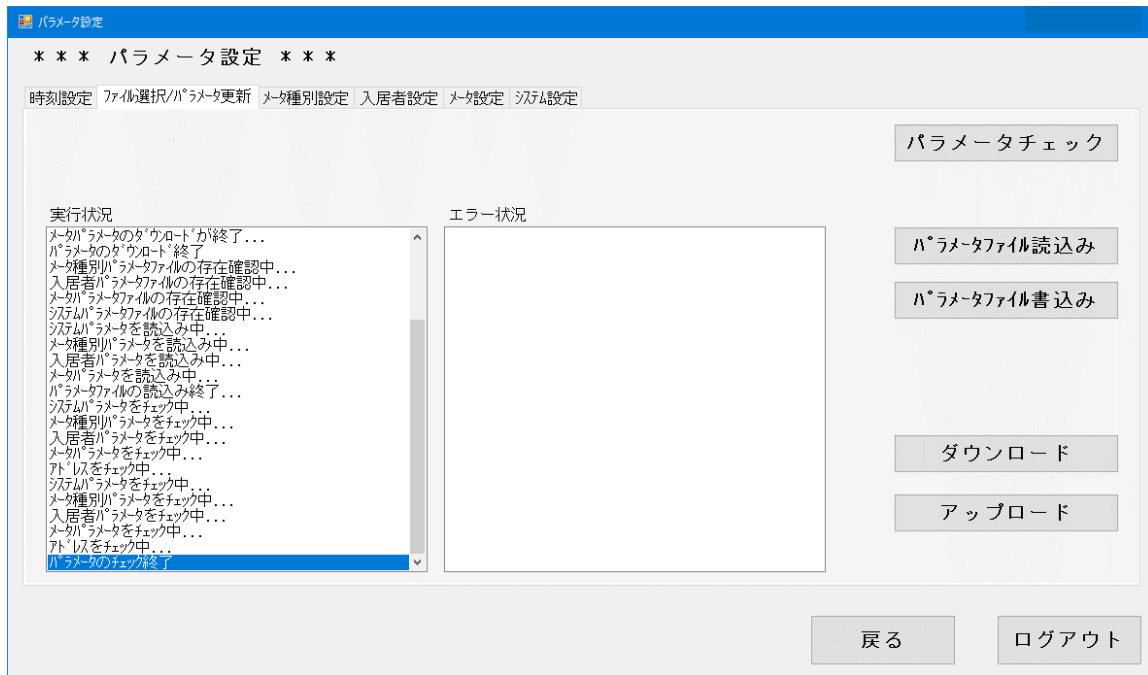 パラメータ設定
*** パラメータ設定 ***
時刻設定 ファイル選択/パラメータ更新 メータ種別設定 入居者設定 メータ設定 システム設定
パラメータチェック
実行状況 エラー状況
メータパラメータのダウンロードが終了...
パラメータのダウンロード終了
メータ種別パラメータファイルの存在確認中...
入居者パラメータファイルの存在確認中...
メータパラメータファイルの存在確認中...
システムパラメータファイルの存在確認中...
システムパラメータを読込み中...
メータ種別パラメータを読込み中...
入居者パラメータを読込み中...
メータパラメータを読込み中...
パラメータファイルの読込み終了...
システムパラメータをチェック中...
メータ種別パラメータをチェック中...
入居者パラメータをチェック中...
メータパラメータをチェック中...
アドレスをチェック中...
システムパラメータをチェック中...
メータ種別パラメータをチェック中...
入居者パラメータをチェック中...
メータパラメータをチェック中...
アドレスをチェック中...
パラメータのチェック終了
パラメータファイル読込み
パラメータファイル書込み
ダウンロード
アップロード
戻る ログアウト